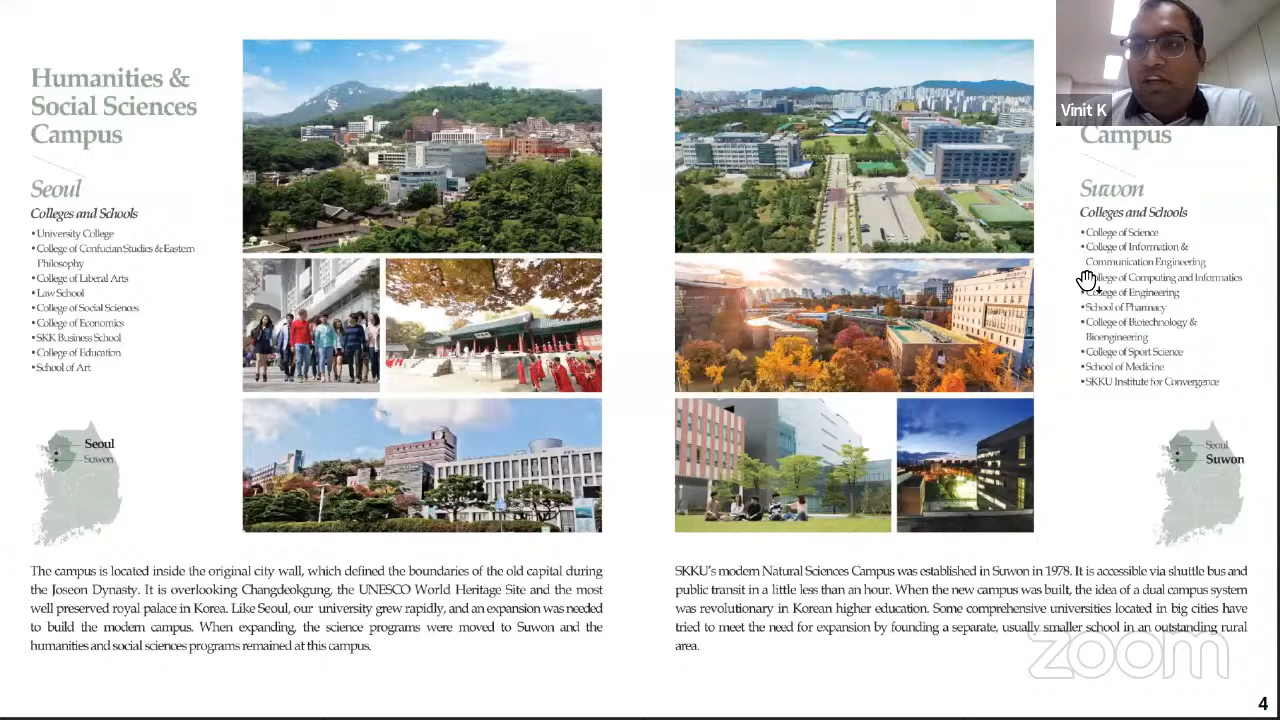 Humanities &
Social Sciences
Campus
Seoul
Colleges and Schools
• University College
• College of Confucian Studies & Eastern
Philosophy
• College of Liberal Arts
• Law School
• College of Social Sciences
• College of Economics
• SKK Business School
• College of Education
• School of Art
Seoul
Suwon
The campus is located inside the original city wall, which defined the boundaries of the old capital during
the Joseon Dynasty. It is overlooking Changdeokgung, the UNESCO World Heritage Site and the most
well preserved royal palace in Korea. Like Seoul, our university grew rapidly, and an expansion was needed
to build the modern campus. When expanding, the science programs were moved to Suwon and the
humanities and social sciences programs remained at this campus.
Vinit K
Campus
Suwon
Colleges and Schools
• College of Science
• College of Information &
Communication Engineering
College of Computing and Informatics
College of Engineering
• School of Pharmacy
• College of Biotechnology &
Bioengineering
• College of Sport Science
• School of Medicine
• SKKU Institute for Convergence
Seoul
Suwon
SKKU's modern Natural Sciences Campus was established in Suwon in 1978. It is accessible via shuttle bus and
public transit in a little less than an hour. When the new campus was built, the idea of a dual campus system
was revolutionary in Korean higher education. Some comprehensive universities located in big cities have
tried to meet the need for expansion by founding a separate, usually smaller school in an outstanding rural
area.
zoom
4